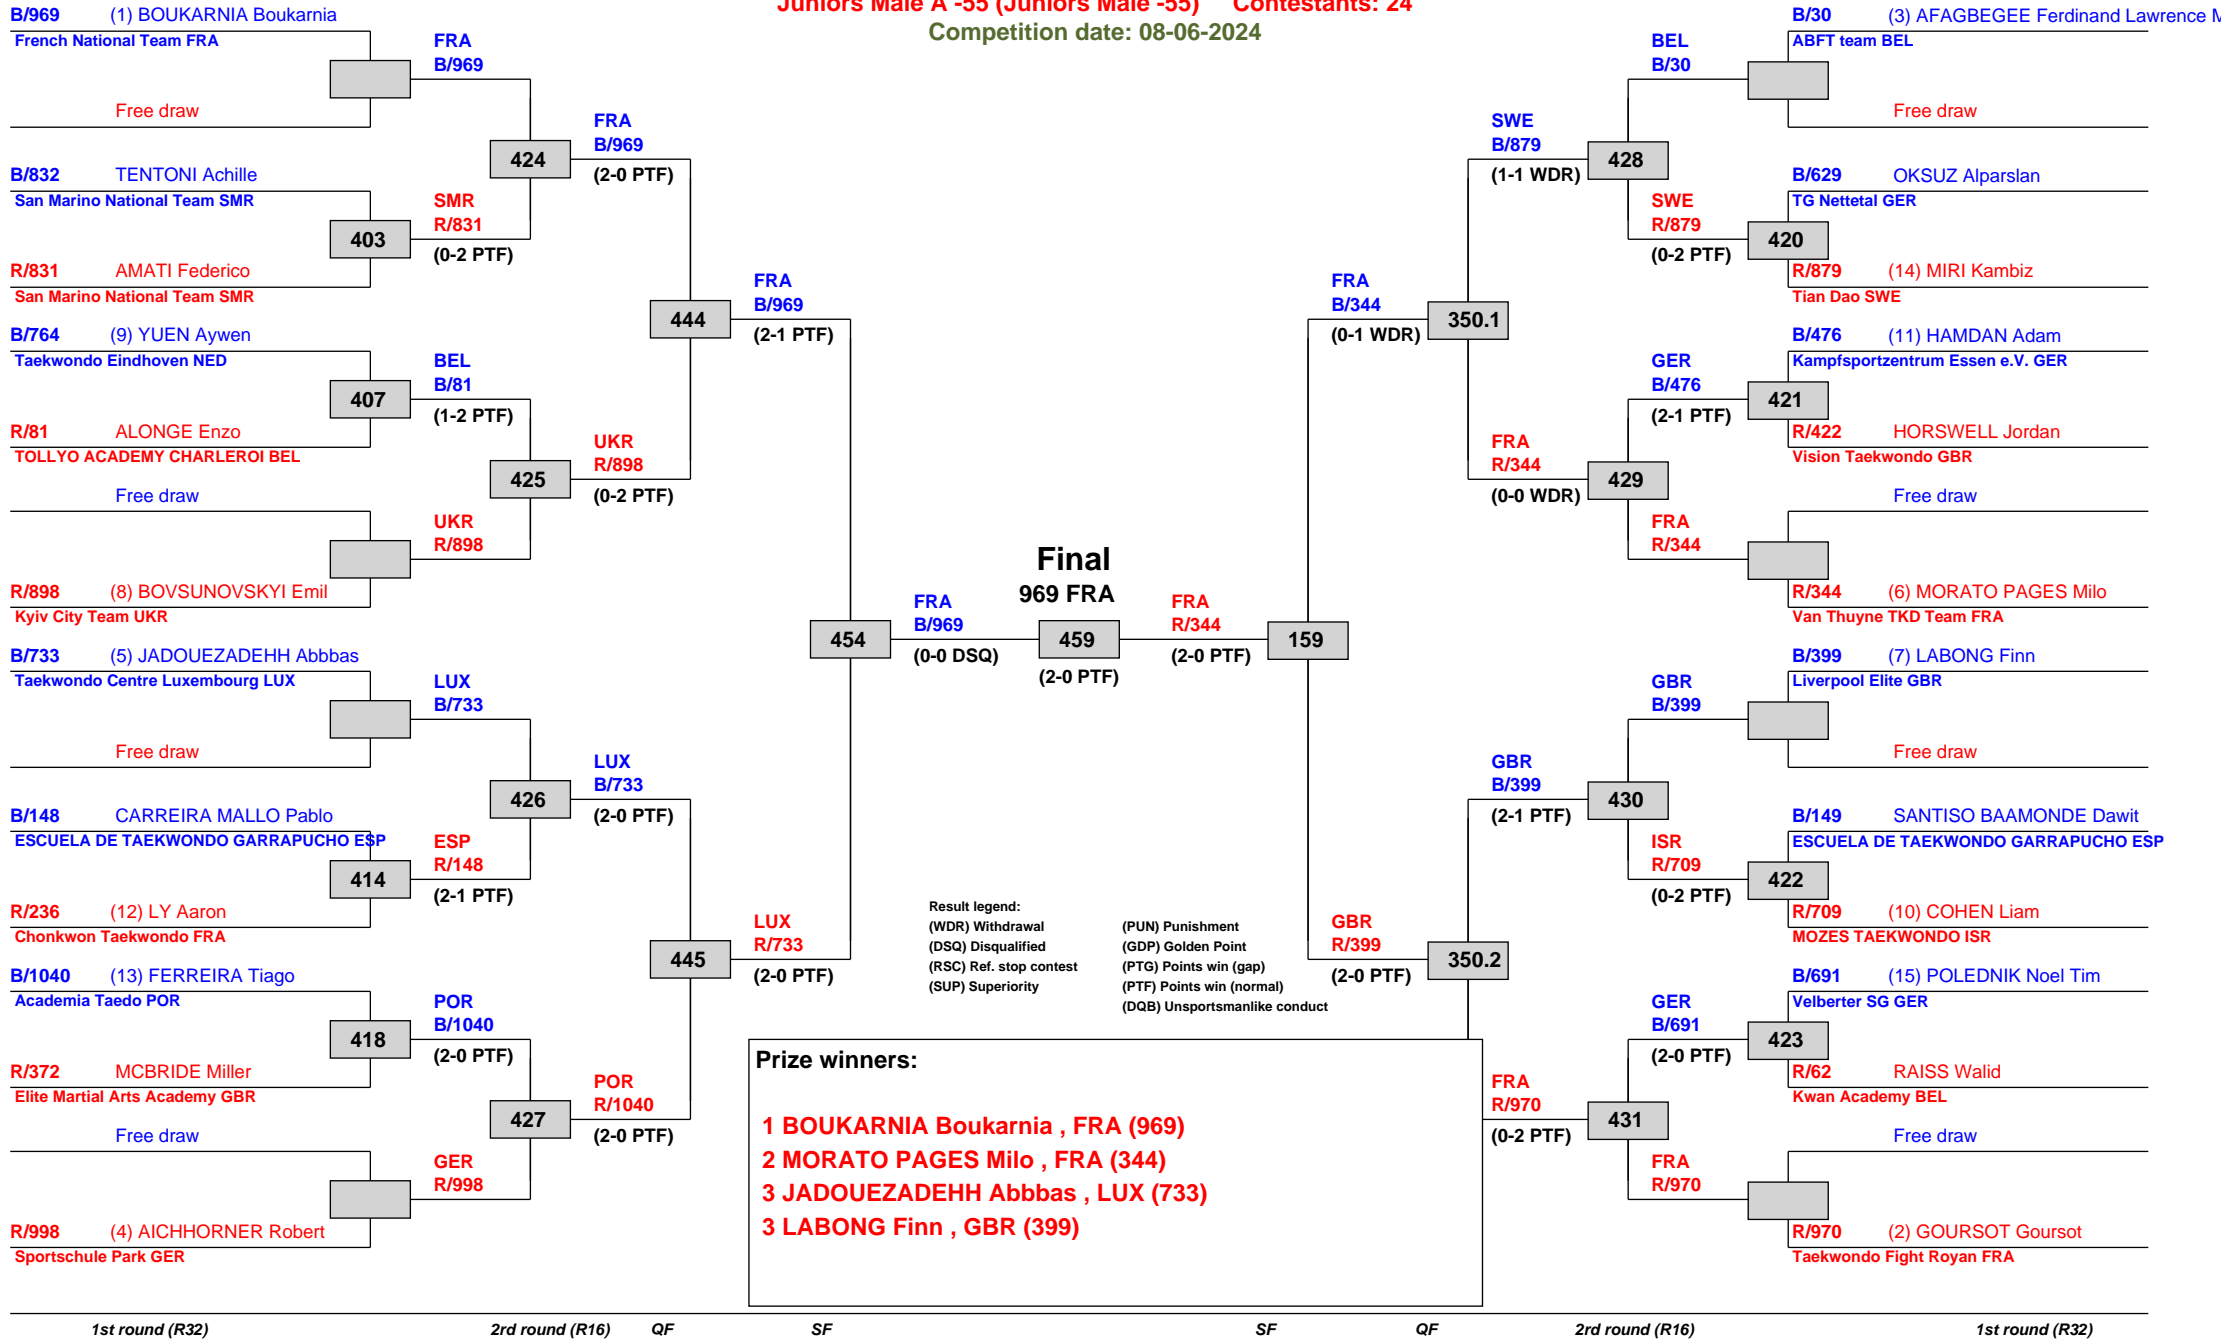 Juniors Male A -55 (Juniors Male -55) Contestants: 24
Competition date: 08-06-2024
B/969 (1) BOUKARNIA Boukarnia
French National Team FRA
Free draw
B/832 TENTONI Achille
San Marino National Team SMR
403
R/831 AMATI Federico
San Marino National Team SMR
B/764 (9) YUEN Aywen
Taekwondo Eindhoven NED
407
R/81 ALONGE Enzo
TOLLYO ACADEMY CHARLEROI BEL
Free draw
R/898 (8) BOVSUNOVSKYI Emil
Kyiv City Team UKR
B/733 (5) JADOUEZADEHH Abbbas
Taekwondo Centre Luxembourg LUX
Free draw
B/148 CARREIRA MALLO Pablo
ESCUELA DE TAEKWONDO GARRAPUCHO ESP
414
R/236 (12) LY Aaron
Chonkwon Taekwondo FRA
B/1040 (13) FERREIRA Tiago
Academia Taedo POR
418
R/372 MCBRIDE Miller
Elite Martial Arts Academy GBR
Free draw
R/998 (4) AICHHORNER Robert
Sportschule Park GER
FRA
B/969
424
SMR
R/831
(0-2 PTF)
BEL
B/81
(1-2 PTF)
425
UKR
R/898
LUX
B/733
426
ESP
R/148
(2-1 PTF)
POR
B/1040
(2-0 PTF)
427
GER
R/998
FRA
B/969
(2-0 PTF)
444
UKR
R/898
(0-2 PTF)
LUX
B/733
(2-0 PTF)
445
POR
R/1040
(2-0 PTF)
FRA
B/969
(2-1 PTF)
454
LUX
R/733
(2-0 PTF)
FRA
B/969
(0-0 DSQ)
Final
969 FRA
459
(2-0 PTF)
FRA
R/344
(2-0 PTF)
159
FRA
B/344
(0-1 WDR)
350.1
GBR
R/399
(2-0 PTF)
350.2
SWE
B/879
(1-1 WDR)
428
FRA
R/344
(0-0 WDR)
429
GBR
B/399
(2-1 PTF)
430
FRA
R/970
(0-2 PTF)
431
BEL
B/30
SWE
R/879
(0-2 PTF)
420
GER
B/476
(2-1 PTF)
421
FRA
R/344
GBR
B/399
ISR
R/709
(0-2 PTF)
422
GER
B/691
(2-0 PTF)
423
FRA
R/970
B/30 (3) AFAGBEGEE Ferdinand Lawrence
ABFT team BEL
Free draw
B/629 OKSUZ Alparslan
TG Nettetal GER
R/879 (14) MIRI Kambiz
Tian Dao SWE
B/476 (11) HAMDAN Adam
Kampfsportzentrum Essen e.V. GER
R/422 HORSWELL Jordan
Vision Taekwondo GBR
Free draw
R/344 (6) MORATO PAGES Milo
Van Thuyne TKD Team FRA
B/399 (7) LABONG Finn
Liverpool Elite GBR
Free draw
B/149 SANTISO BAAMONDE Dawit
ESCUELA DE TAEKWONDO GARRAPUCHO ESP
R/709 (10) COHEN Liam
MOZES TAEKWONDO ISR
B/691 (15) POLEDNIK Noel Tim
Velberter SG GER
R/62 RAISS Walid
Kwan Academy BEL
Free draw
R/970 (2) GOURSOT Goursot
Taekwondo Fight Royan FRA
Result legend:
(WDR) Withdrawal
(DSQ) Disqualified
(RSC) Ref. stop contest
(SUP) Superiority
(PUN) Punishment
(GDP) Golden Point
(PTG) Points win (gap)
(PTF) Points win (normal)
(DQB) Unsportsmanlike conduct
Prize winners:
1 BOUKARNIA Boukarnia , FRA (969)
2 MORATO PAGES Milo , FRA (344)
3 JADOUEZADEHH Abbbas , LUX (733)
3 LABONG Finn , GBR (399)
1st round (R32) 2rd round (R16) QF SF SF QF 2rd round (R16) 1st round (R32)